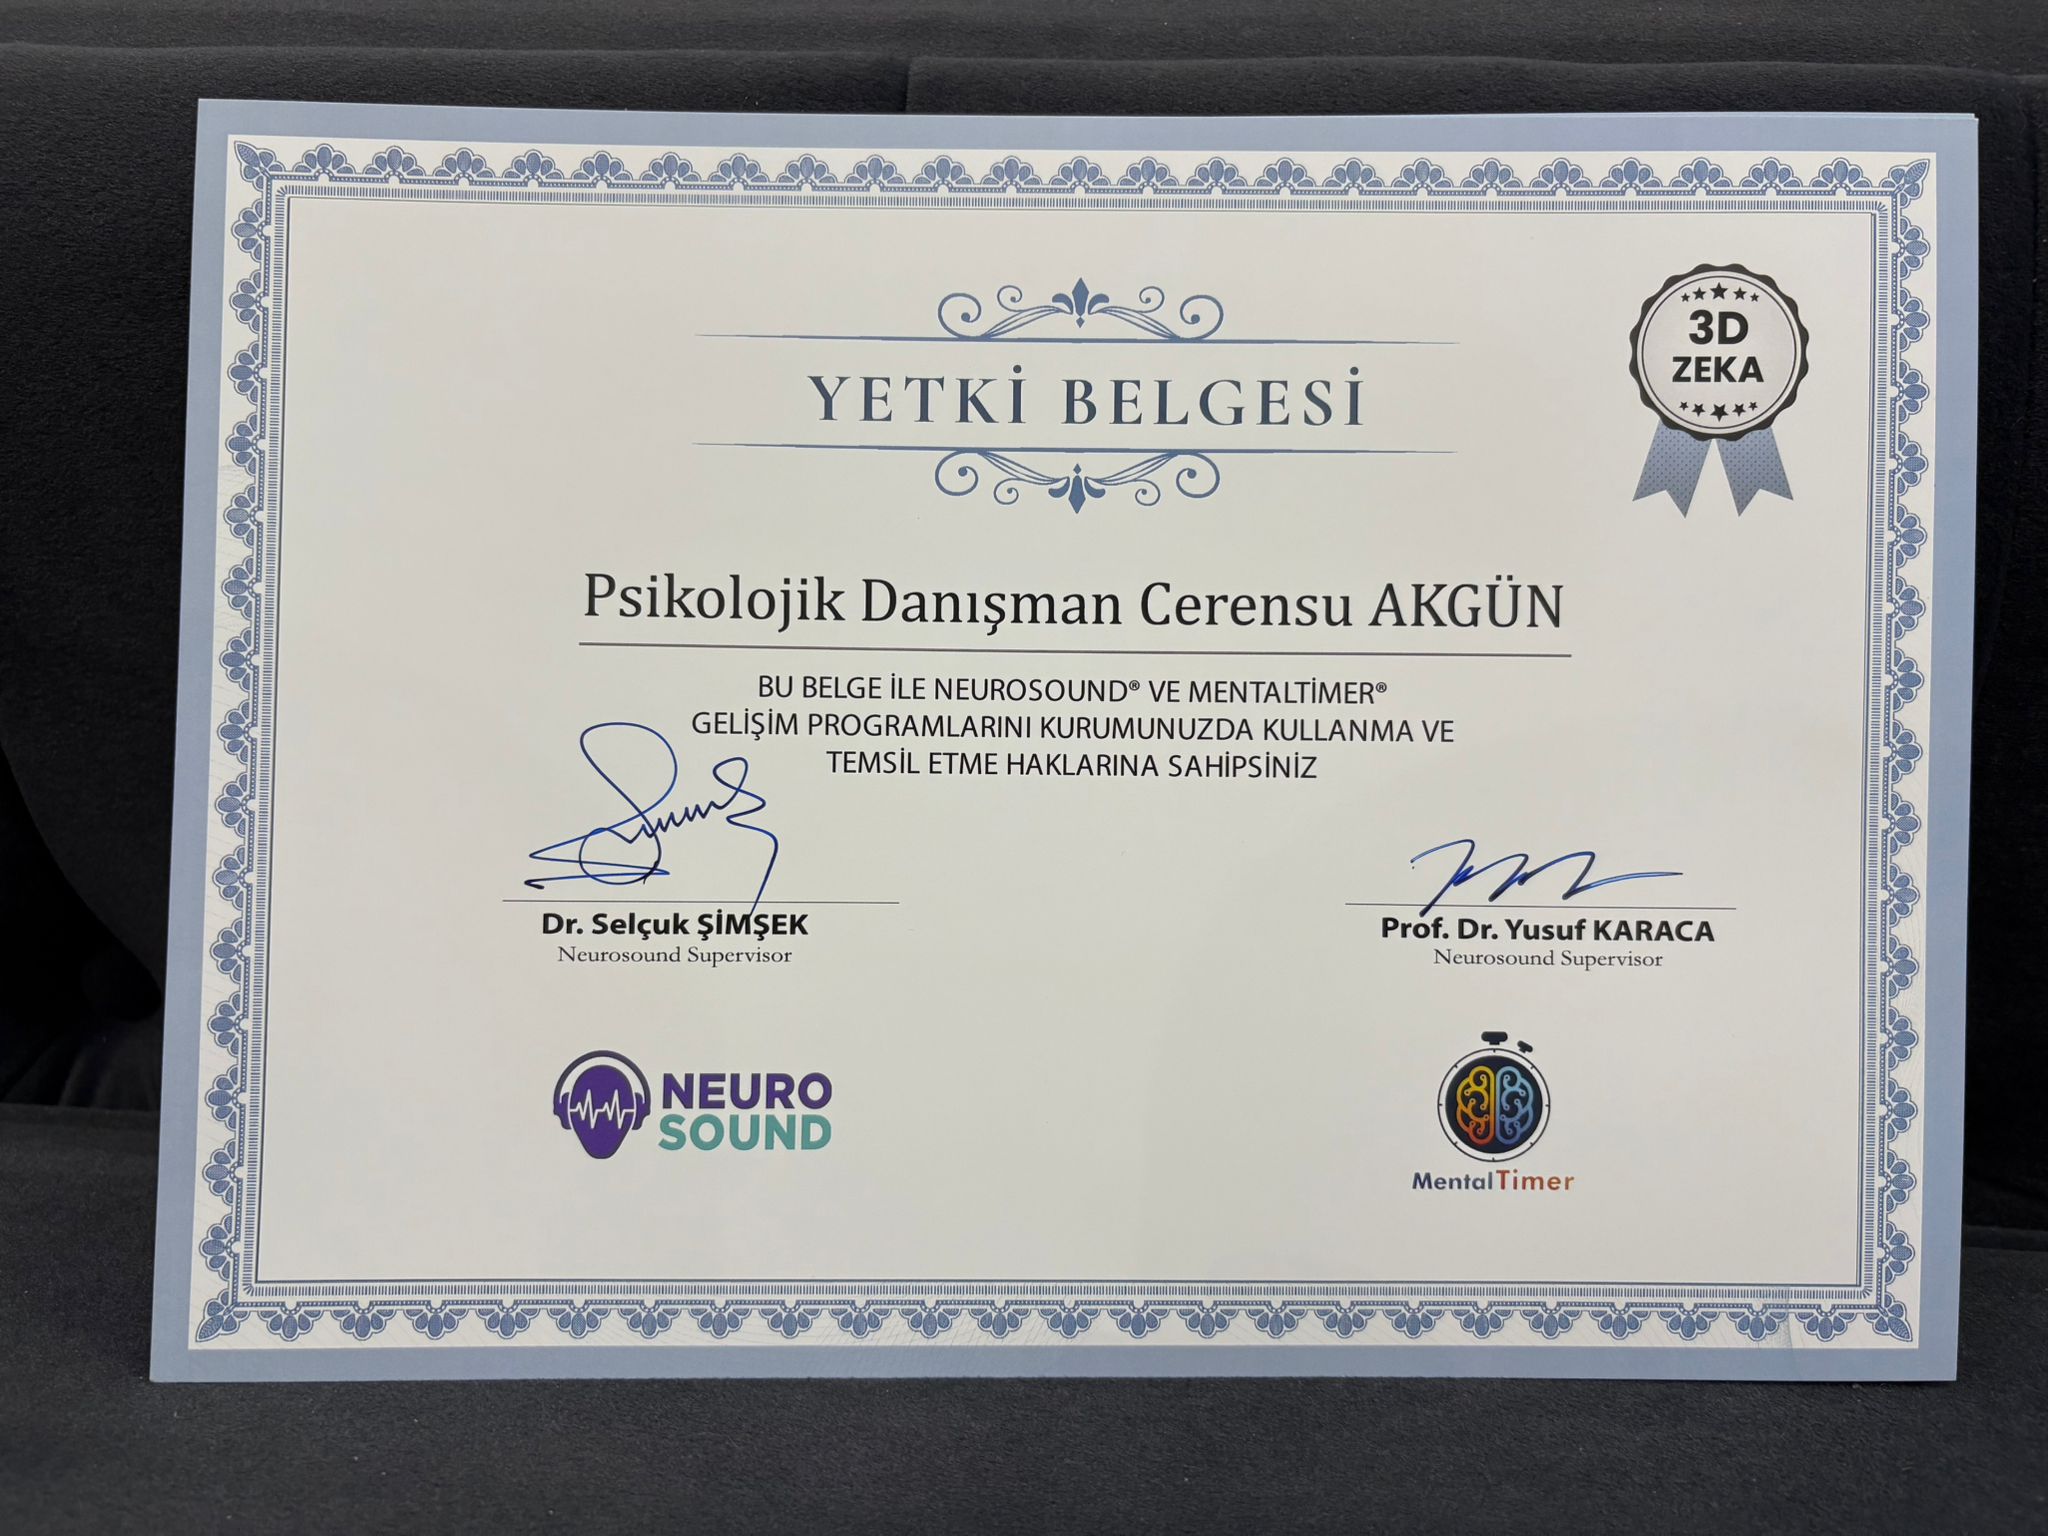 3D
ZEKA
YETKİ BELGESİ
Psikolojik Danışman Cerensu AKGÜN
BU BELGE İLE NEUROSOUND® VE MENTALTİMER®
GELİŞİM PROGRAMLARINI KURUMUNUZDA KULLANMA VE
TEMSİL ETME HAKLARINA SAHİPSİNİZ
Dr. Selçuk ŞİMŞEK
Neurosound Supervisor
Prof. Dr. Yusuf KARACA
Neurosound Supervisor
NEURO
SOUND
MentalTimer